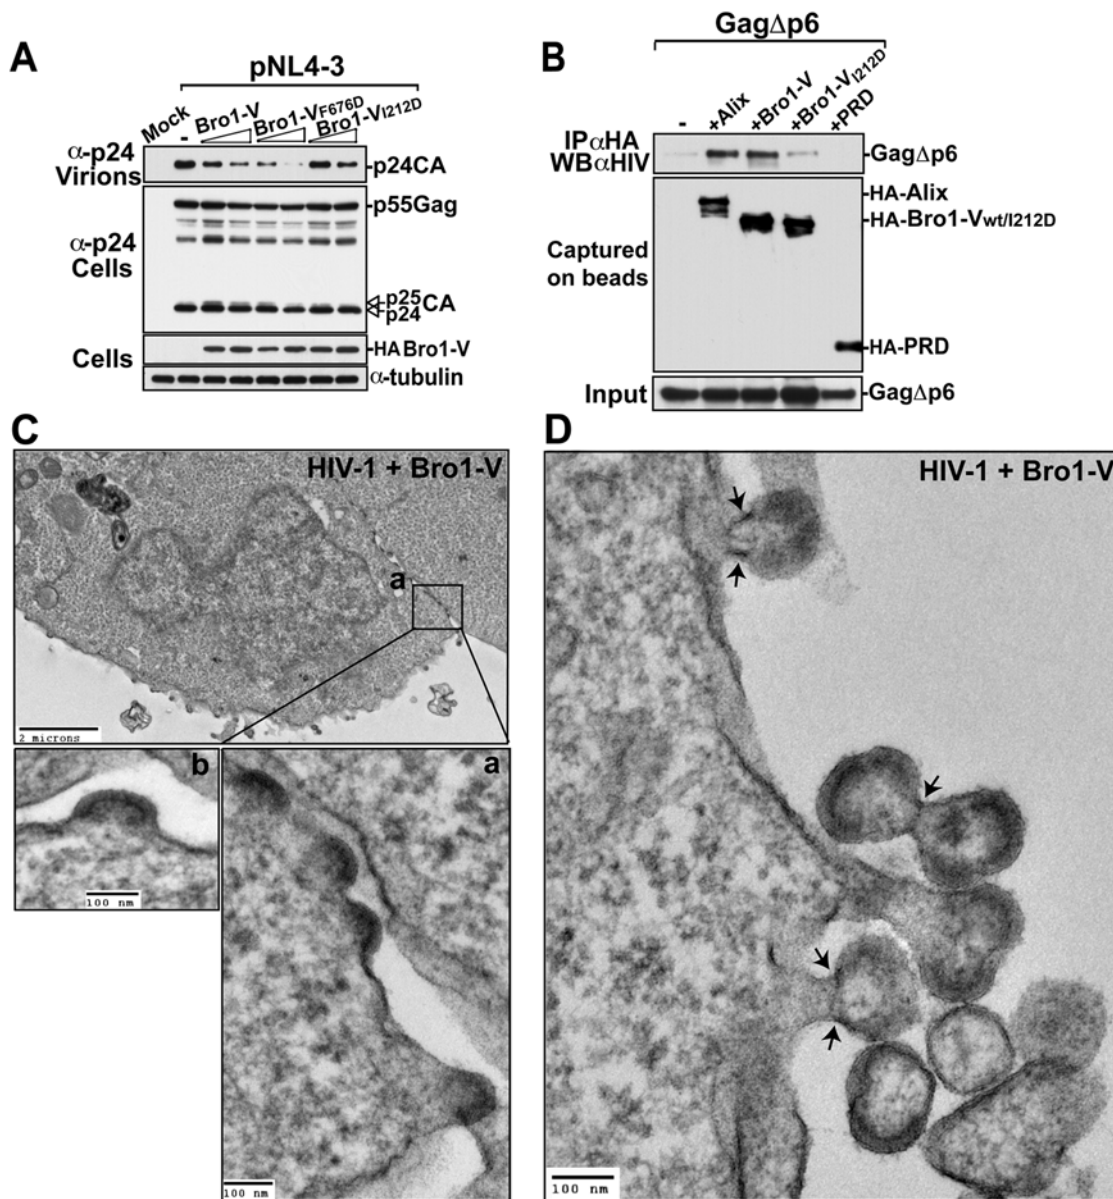 A
pNL4-3
Mock
-
Bro1-V
Bro1-VF676D
Bro1-VI212D
α-p24
Virions
-p24CA
-p55Gag
α-p24
Cells
p25
p24
CA
Cells
-HA Bro1-V
α-tubulin
B
GagΔp6
-
+Alix
+Bro1-V
+Bro1-VI212D
+PRD
IPαHA
WBαHIV
-GagΔp6
-HA-Alix
-HA-Bro1-Vwt/I212D
Captured
on beads
-HA-PRD
Input
-GagΔp6
C
HIV-1 + Bro1-V
a
2 microns
b
100 nm
a
100 nm
D
HIV-1 + Bro1-V
100 nm